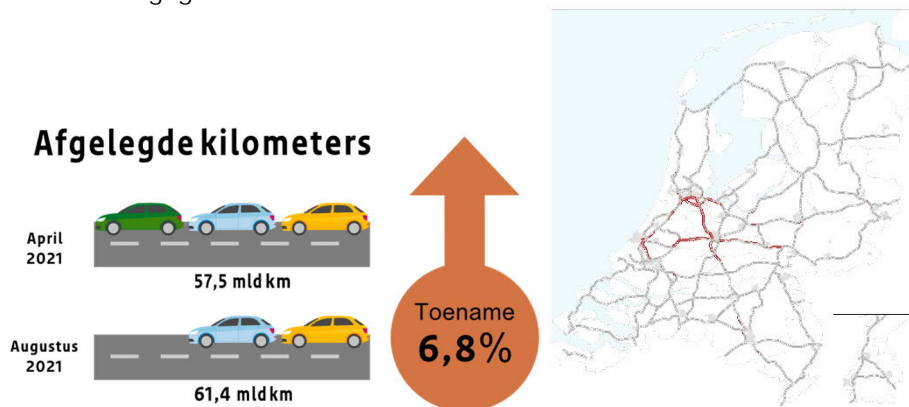 Afgelegde kilometers
April
2021
57,5 mld km
Augustus
2021
61,4 mld km
Toename
6,8%